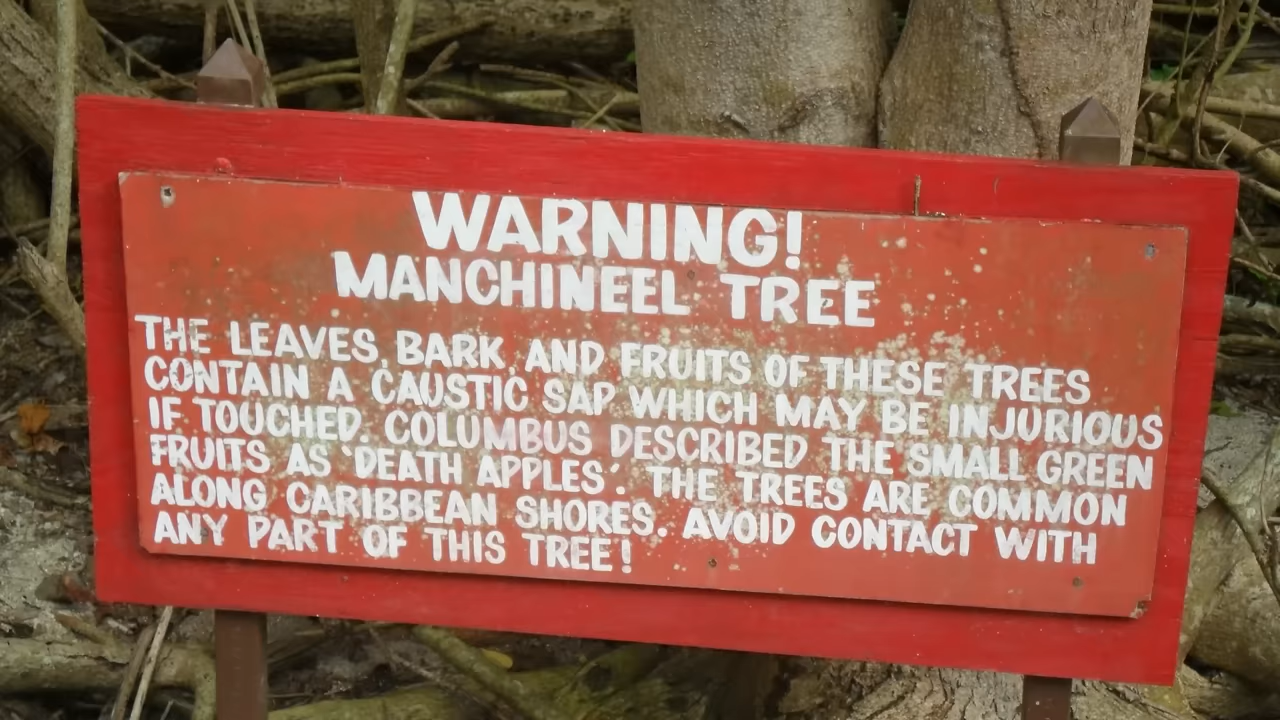 WARNING!
MANCHINEEL TREE
THE LEAVES, BARK, AND FRUITS OF THESE TREES
CONTAIN A CAUSTIC SAP WHICH MAY BE INJURIOUS
IF TOUCHED. COLUMBUS DESCRIBED THE SMALL GREEN
FRUITS AS 'DEATH APPLES'. THE TREES ARE COMMON
ALONG CARIBBEAN SHORES. AVOID CONTACT WITH
ANY PART OF THIS TREE!